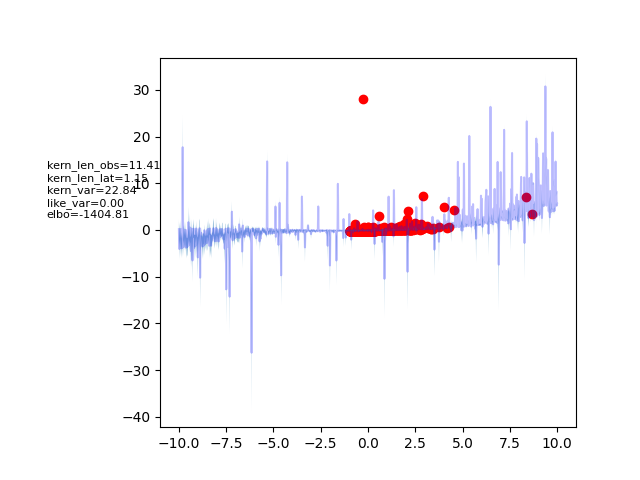 30
20
kern_len_obs=11.41
kern_len_lat=1.15
10
kern_var=22.84
like_var=0.00
elbo=-1404.81
0
−10
−20
−30
−40
−10.0 −7.5 −5.0 −2.5 0.0 2.5 5.0 7.5 10.0